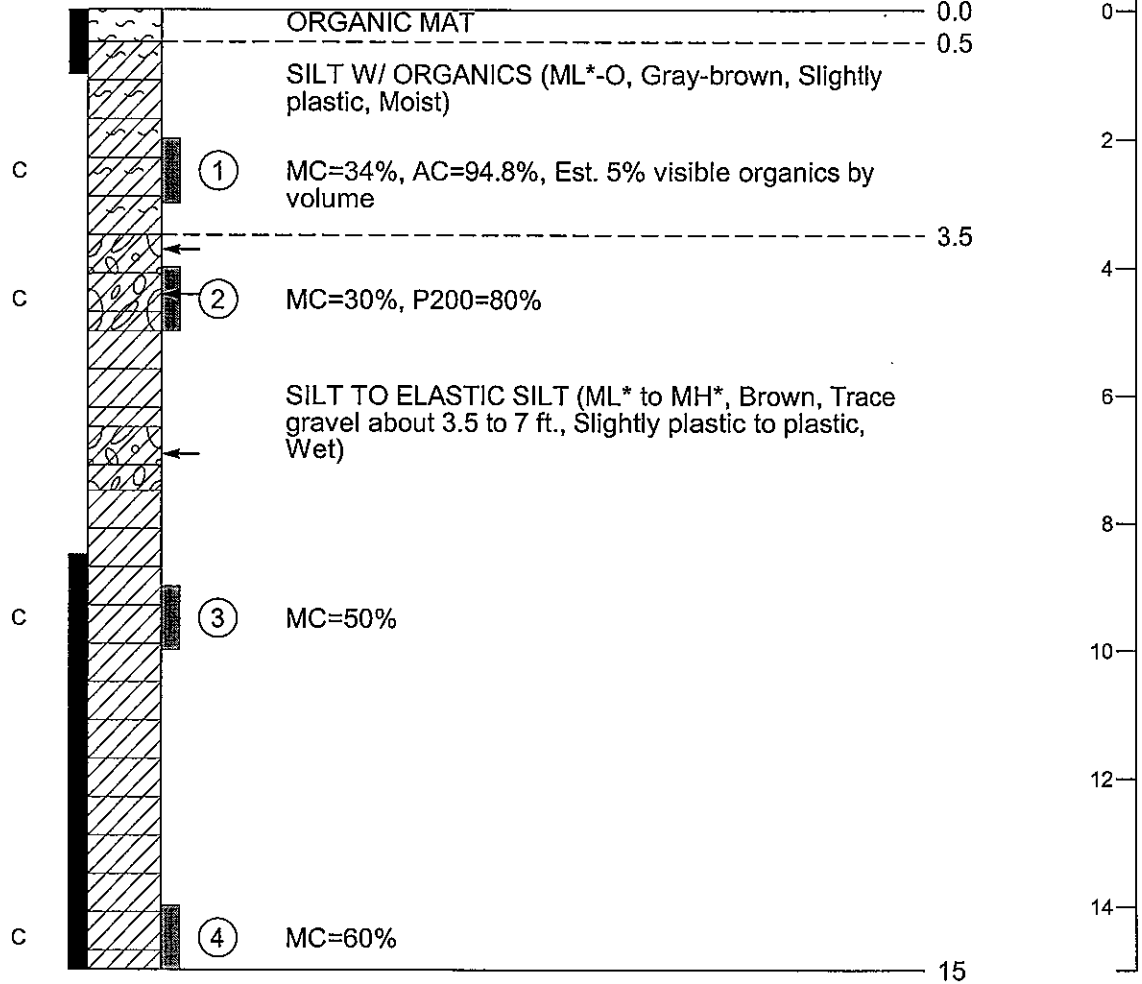 ORGANIC MAT
0.0
0
0.5
SILT W/ ORGANICS (ML*-O, Gray-brown, Slightly
plastic, Moist)
2
C
1
MC=34%, AC=94.8%, Est. 5% visible organics by
volume
3.5
4
C
2
MC=30%, P200=80%
SILT TO ELASTIC SILT (ML* to MH*, Brown, Trace
gravel about 3.5 to 7 ft., Slightly plastic to plastic,
Wet)
6
8
C
3
MC=50%
10
12
14
C
4
MC=60%
15